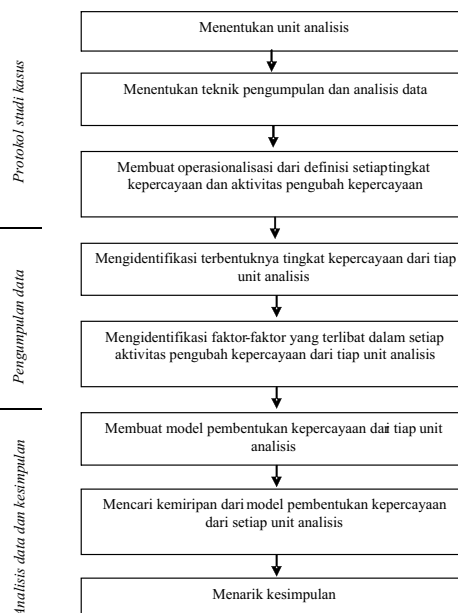 Protokol studi kasus
Menentukan unit analisis
Menentukan teknik pengumpulan dan analisis data
Membuat operasionalisasi dari definisi setiaptingkat
kepercayaan dan aktivitas pengubah kepercayaan
Pengumpulan data
Mengidentifikasi terbentuknya tingkat kepercayaan dari tiap
unit analisis
Mengidentifikasi faktor-faktor yang terlibat dalam setiap
aktivitas pengubah kepercayaan dari tiap unit analisis
Analisis data dan kesimpulan
Membuat model pembentukan kepercayaan dari tiap unit
analisis
Mencari kemiripan dari model pembentukan kepercayaan
dari setiap unit analisis
Menarik kesimpulan